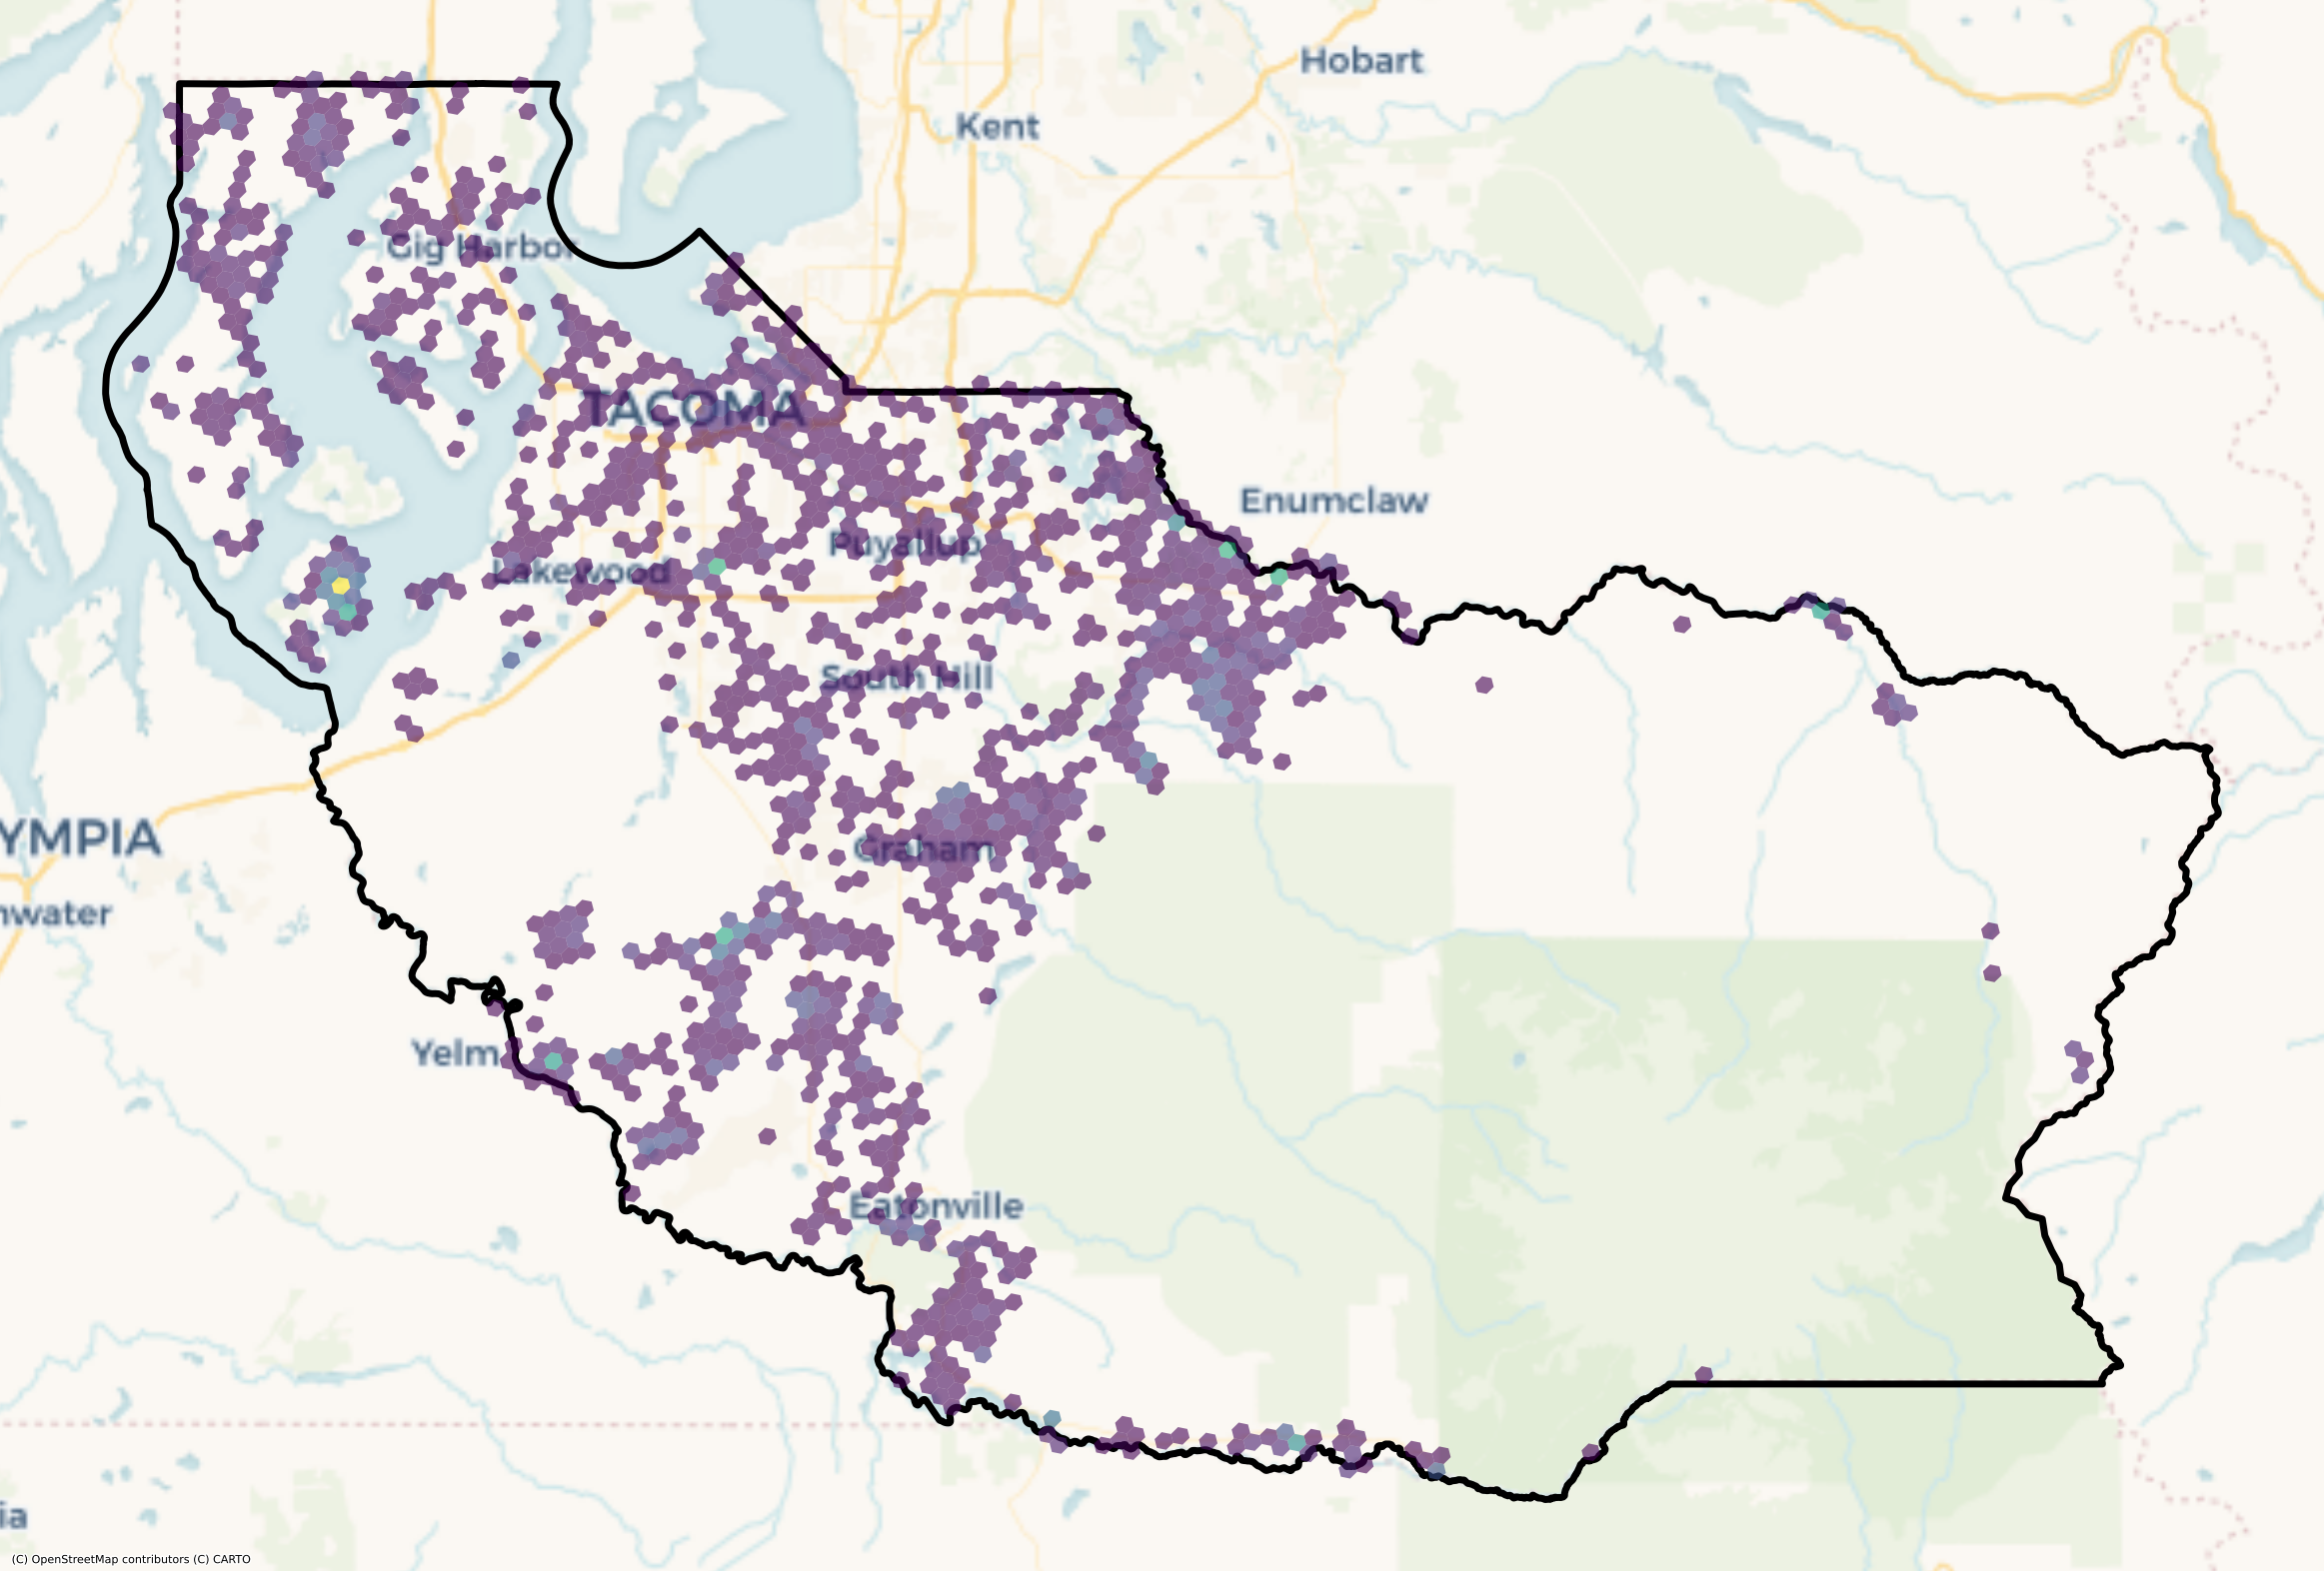 Hobart
Kent
Gig Harbor
TACOMA
Enumclaw
Puyallup
Lakewood
South Hill
YMPIA
Graham
nwater
Yelm
Eatonville
ia
(C) OpenStreetMap contributors (C) CARTO